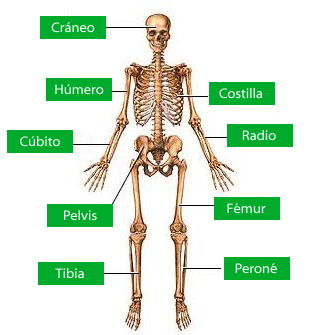 Cráneo
Húmero
Costilla
Cúbito
Radio
Pelvis
Fémur
Tibia
Peroné